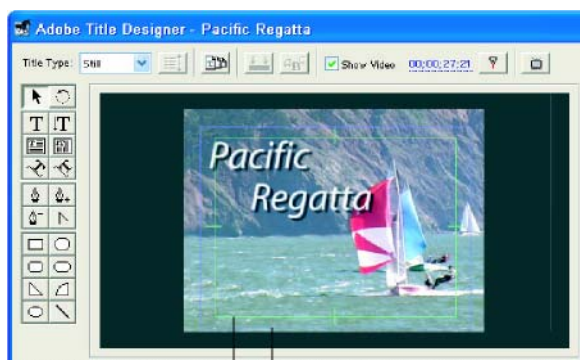 Adobe Title Designer - Pacific Regatta
Title Type: Still Show Video 00;00;27;21
T T
Pacific
Regatta